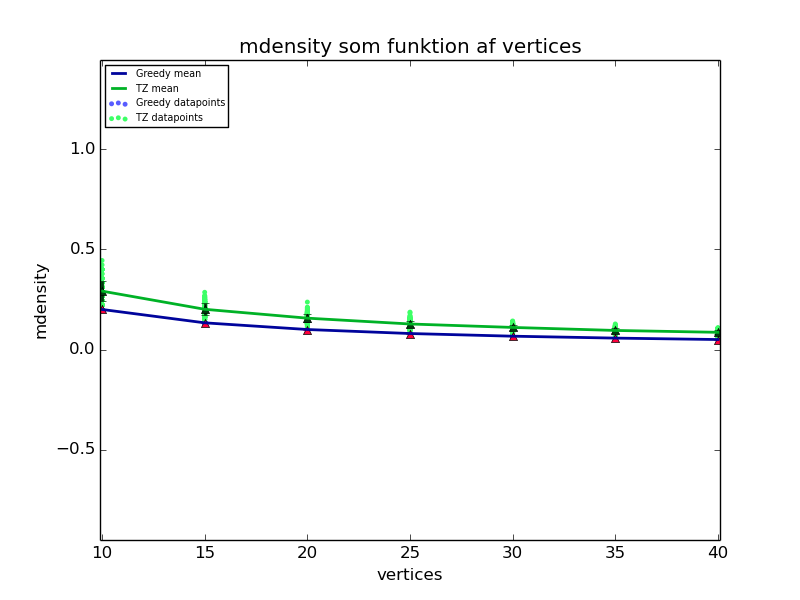 mdensity som funktion af vertices
Greedy mean
TZ mean
Greedy datapoints
TZ datapoints
1.0
0.5
0.0
−0.5
mdensity
10 15 20 25 30 35 40
vertices